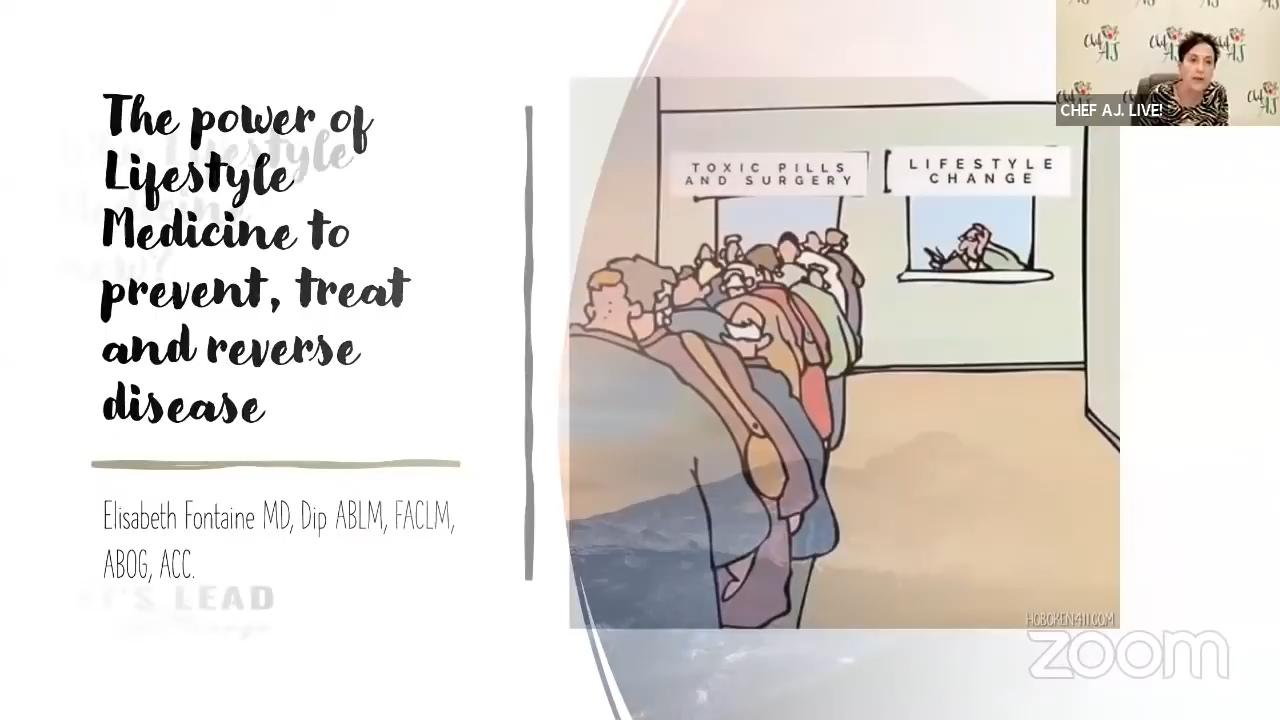 The power of
Lifestyle
Medicine to
prevent, treat
and reverse
disease
Elisabeth Fontaine MD, Dip ABLM, FACLM,
ABOG, ACC.
LEAD
TOXIC PILLS
AND SURGERY
LIFESTYLE
CHANGE
HOBOKEN411.COM
CHEF A.J. LIVE!
zoom